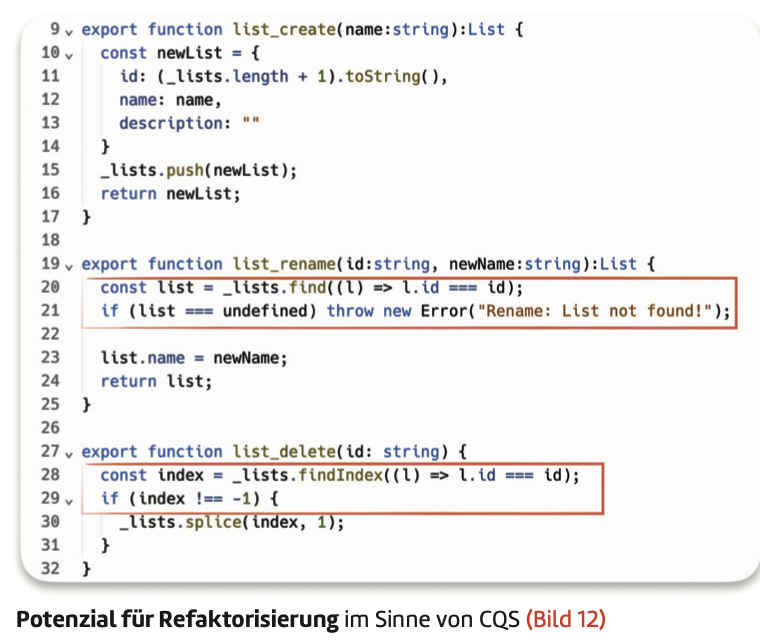 9 export function list_create(name:string):List {
10 const newList = {
11 id: (_lists.length + 1).toString(),
12 name: name,
13 description: ""
14 }
15 _lists.push(newList);
16 return newList;
17 }
18
19 export function list_rename(id:string, newName:string):List {
20 const list = _lists.find((l) => l.id === id);
21 if (list === undefined) throw new Error("Rename: List not found!");
22
23 list.name = newName;
24 return list;
25 }
26
27 export function list_delete(id: string) {
28 const index = _lists.findIndex((l) => l.id === id);
29 if (index !== -1) {
30 _lists.splice(index, 1);
31 }
32 }
Potenzial für Refaktorisierung im Sinne von CQS (Bild 12)